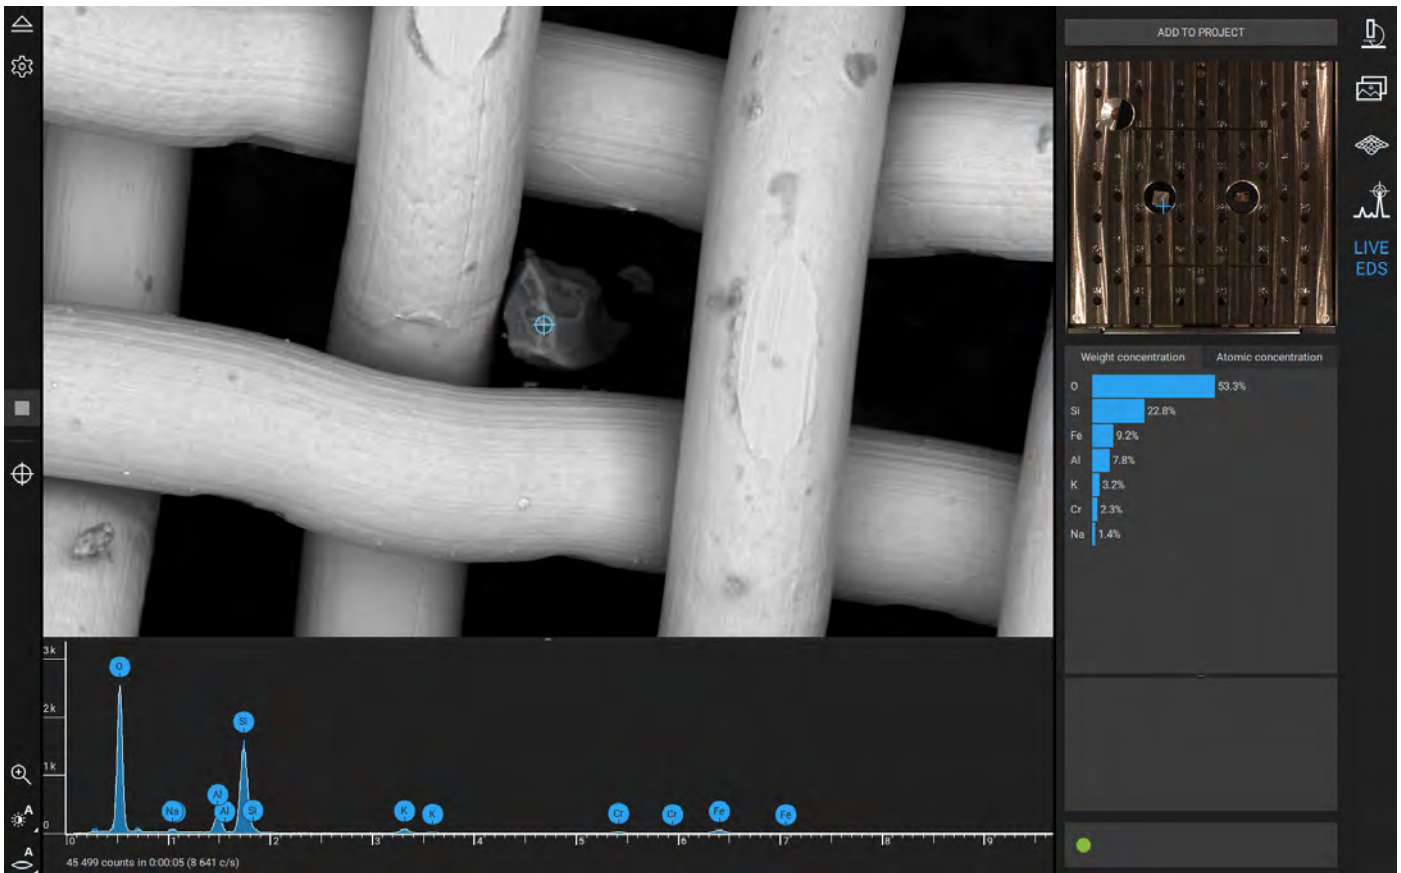 ADD TO PROJECT
LIVE
EDS
Weight concentration Atomic concentration
O 53.3%
Si 22.8%
Fe 9.2%
Al 7.8%
K 3.2%
Cr 2.3%
Na 1.4%
3k
2k
1k
0
O
Si
Al
Na Al Si K K Cr Cr Fe Fe
0 1 2 3 4 5 6 7 8 9
A
A
45 499 counts in 0:00:05 (8 641 c/s)